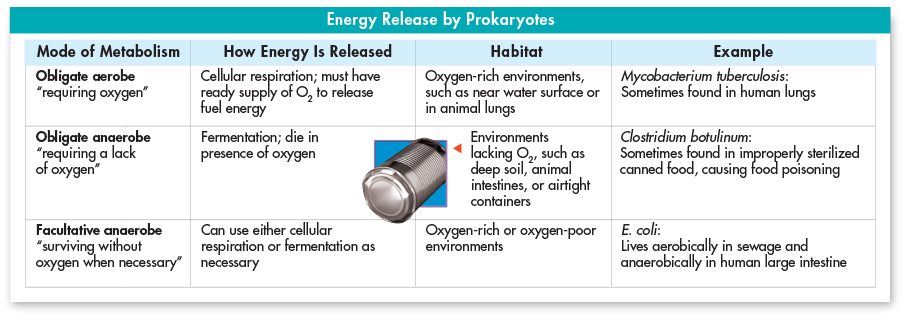 Energy Release by Prokaryotes
Mode of Metabolism
How Energy Is Released
Habitat
Example
Obligate aerobe
"requiring oxygen"
Cellular respiration; must have
ready supply of O₂ to release
fuel energy
Oxygen-rich environments,
such as near water surface or
in animal lungs
Mycobacterium tuberculosis:
Sometimes found in human lungs
Obligate anaerobe
"requiring a lack
of oxygen"
Fermentation; die in
presence of oxygen
Environments
lacking O₂, such as
deep soil, animal
intestines, or airtight
containers
Clostridium botulinum:
Sometimes found in improperly sterilized
canned food, causing food poisoning
Facultative anaerobe
"surviving without
oxygen when necessary"
Can use either cellular
respiration or fermentation as
necessary
Oxygen-rich or oxygen-poor
environments
E. coli:
Lives aerobically in sewage and
anaerobically in human large intestine